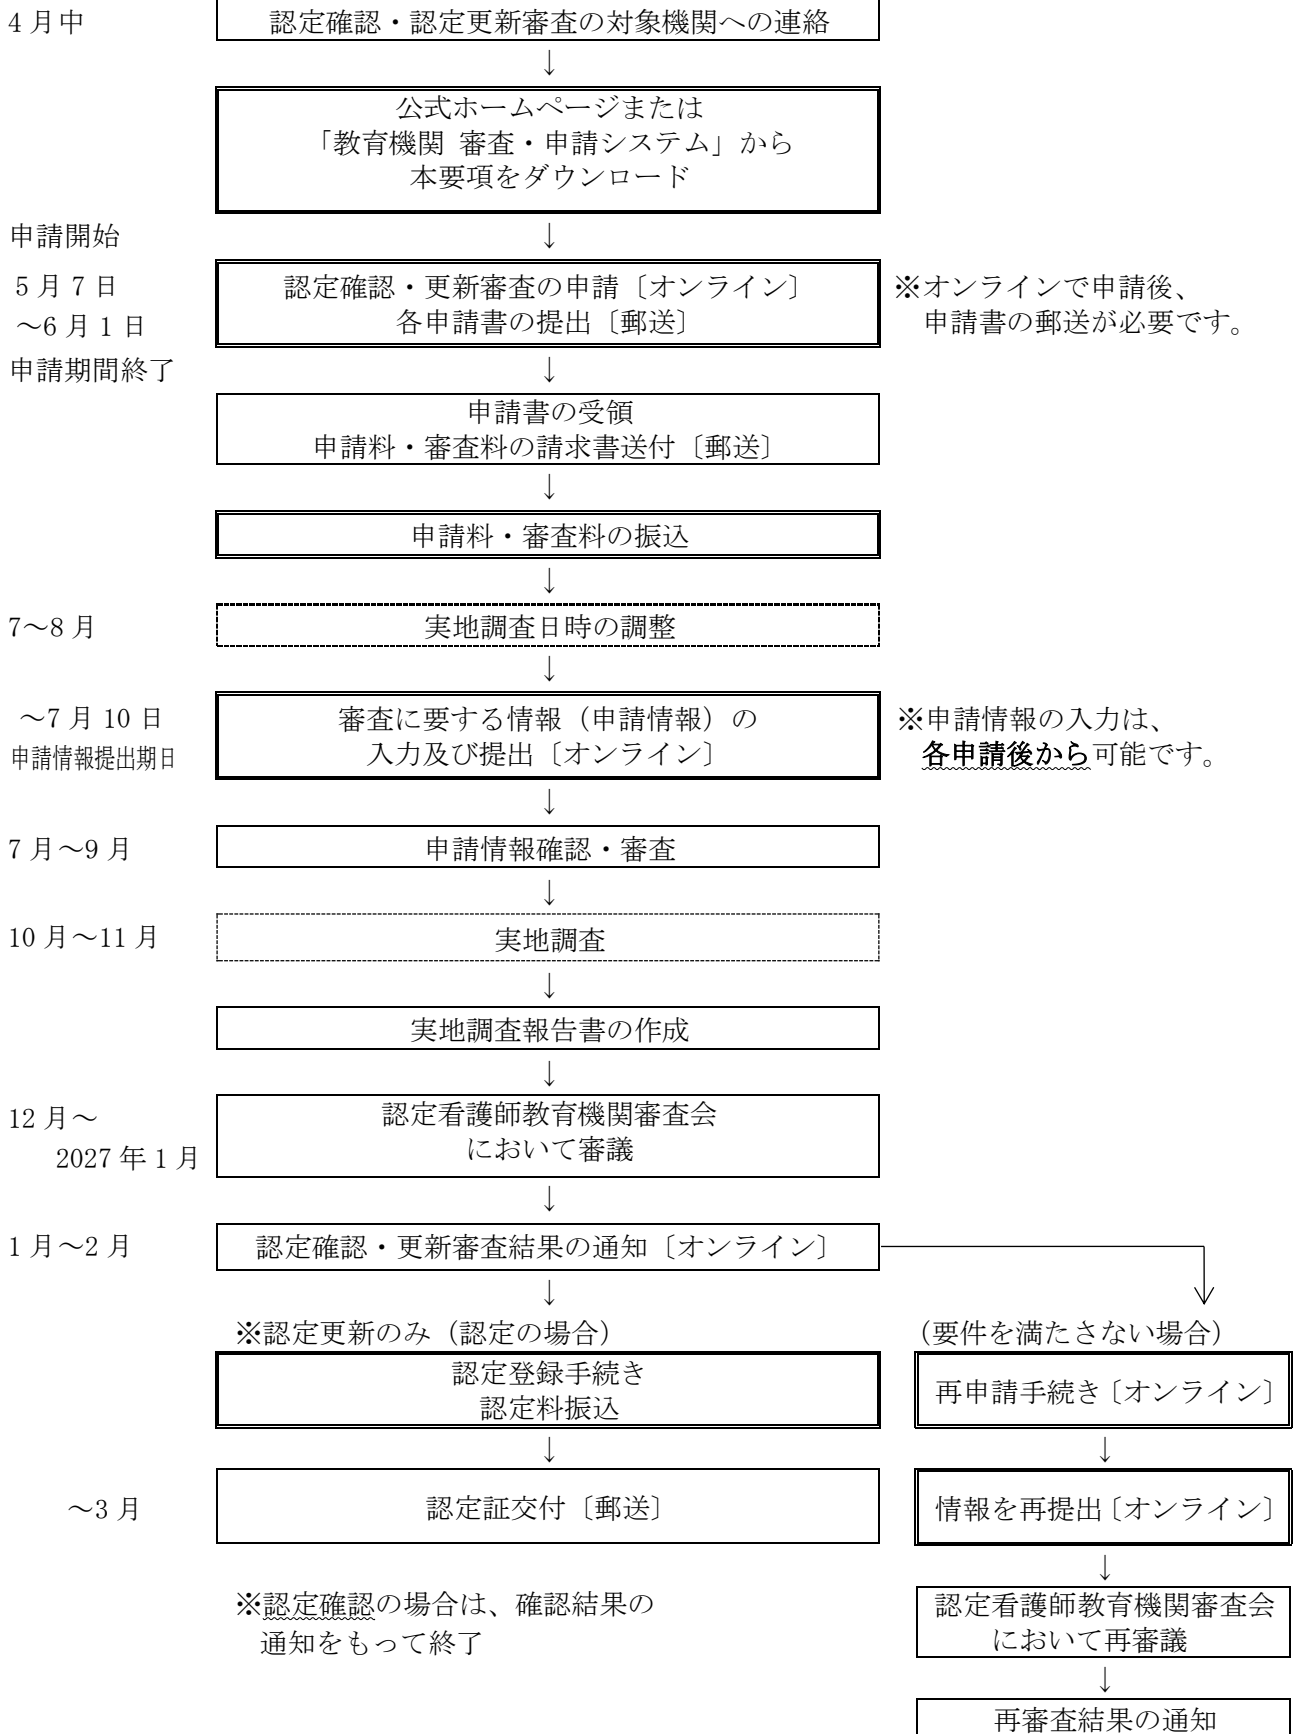 4月中
認定確認・認定更新審査の対象機関への連絡
↓
公式ホームページまたは
「教育機関 審査・申請システム」から
本要項をダウンロード
申請開始
↓
5月7日
～6月1日
申請期間終了
認定確認・更新審査の申請〔オンライン〕
各申請書の提出〔郵送〕
※オンラインで申請後、
申請書の郵送が必要です。
↓
申請書の受領
申請料・審査料の請求書送付〔郵送〕
↓
申請料・審査料の振込
↓
7～8月
実地調査日時の調整
↓
～7月10日
申請情報提出期日
審査に要する情報（申請情報）の
入力及び提出〔オンライン〕
※申請情報の入力は、
各申請後から可能です。
↓
7月～9月
申請情報確認・審査
↓
10月～11月
実地調査
↓
実地調査報告書の作成
↓
12月～
2027年1月
認定看護師教育機関審査会
において審議
↓
1月～2月
認定確認・更新審査結果の通知〔オンライン〕
↓
※認定更新のみ（認定の場合）
認定登録手続き
認定料振込
↓
～3月
認定証交付〔郵送〕
※認定確認の場合は、確認結果の
通知をもって終了
（要件を満たさない場合）
再申請手続き〔オンライン〕
↓
情報を再提出〔オンライン〕
↓
認定看護師教育機関審査会
において再審議
↓
再審査結果の通知